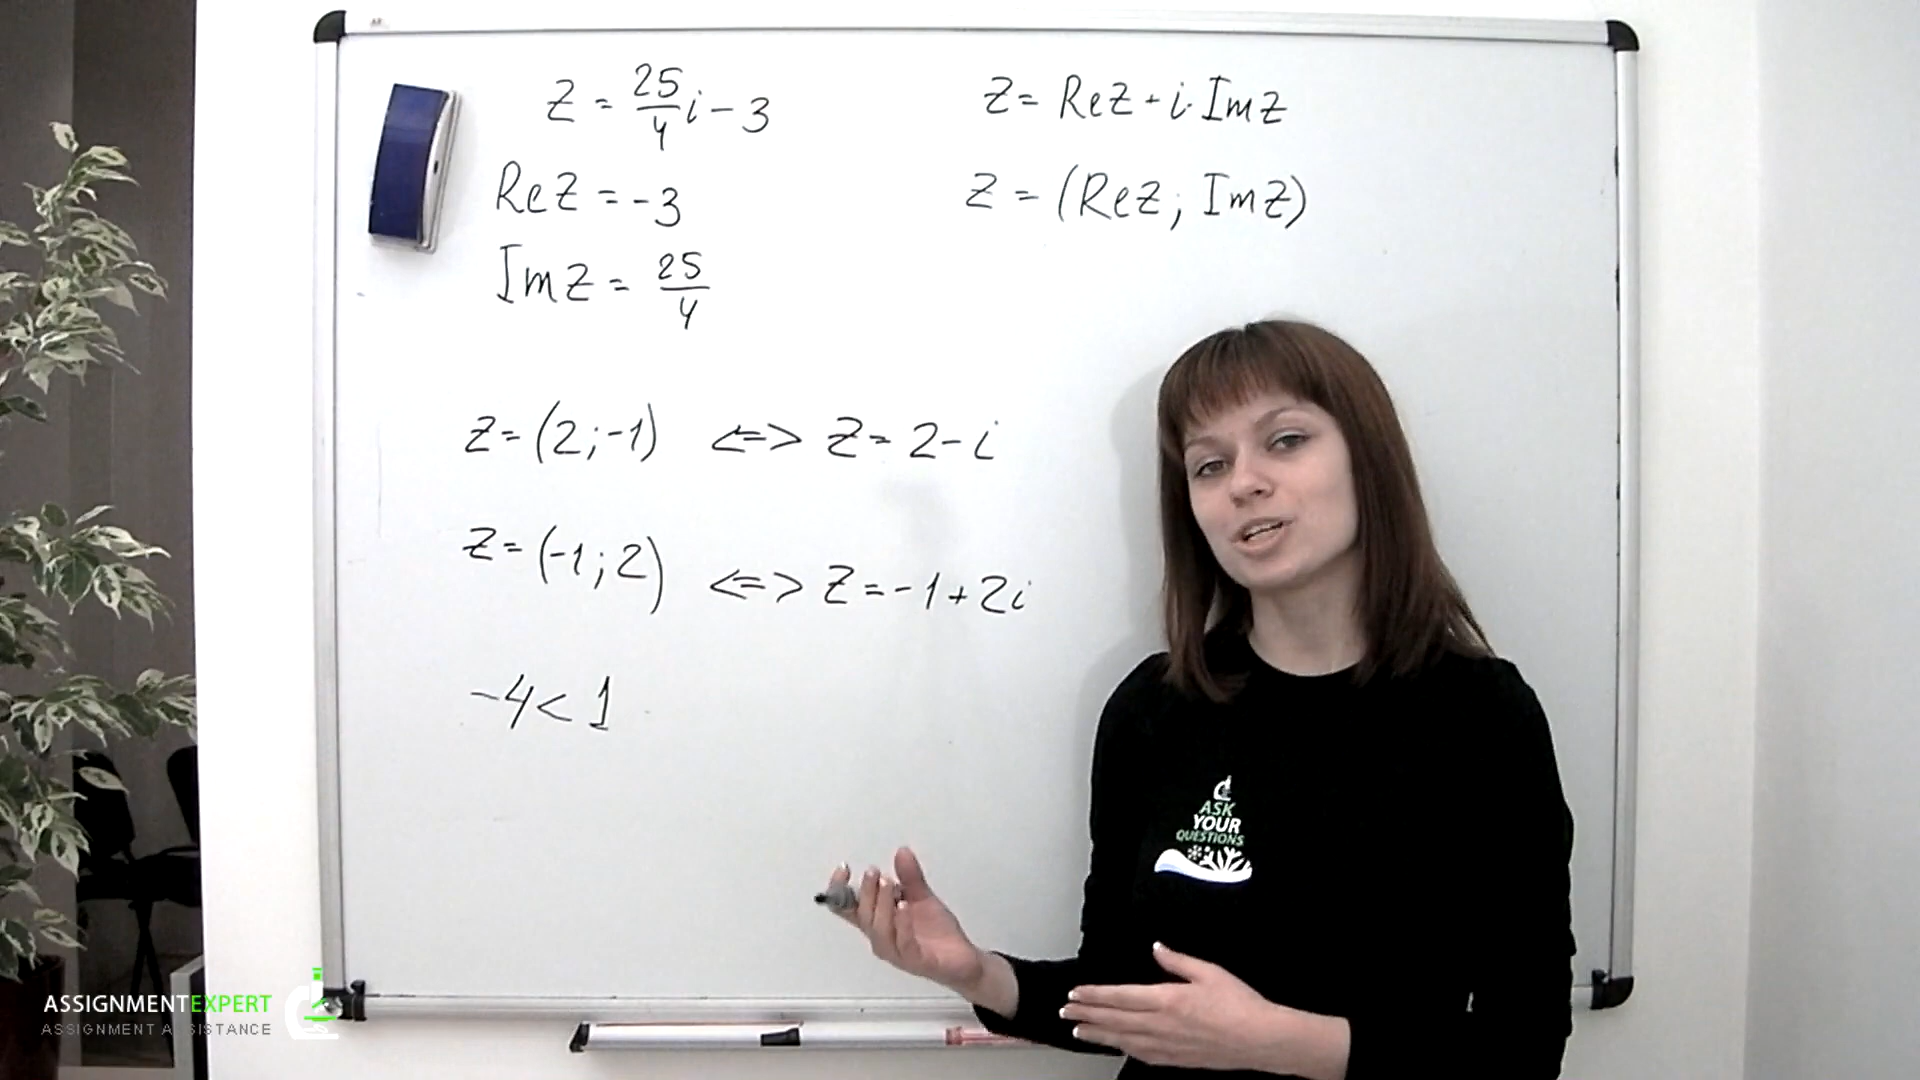 Z = 25/4 i - 3
Re Z = -3
Im Z = 25/4
Z = Re Z + i · Im Z
Z = (Re Z ; Im Z)
Z = (2 ; -1) <=> Z = 2 - i
Z = (-1 ; 2) <=> Z = -1 + 2i
-4 < 1
ASK
YOUR
QUESTIONS
ASSIGNMENTEXPERT
ASSIGNMENT ASSISTANCE